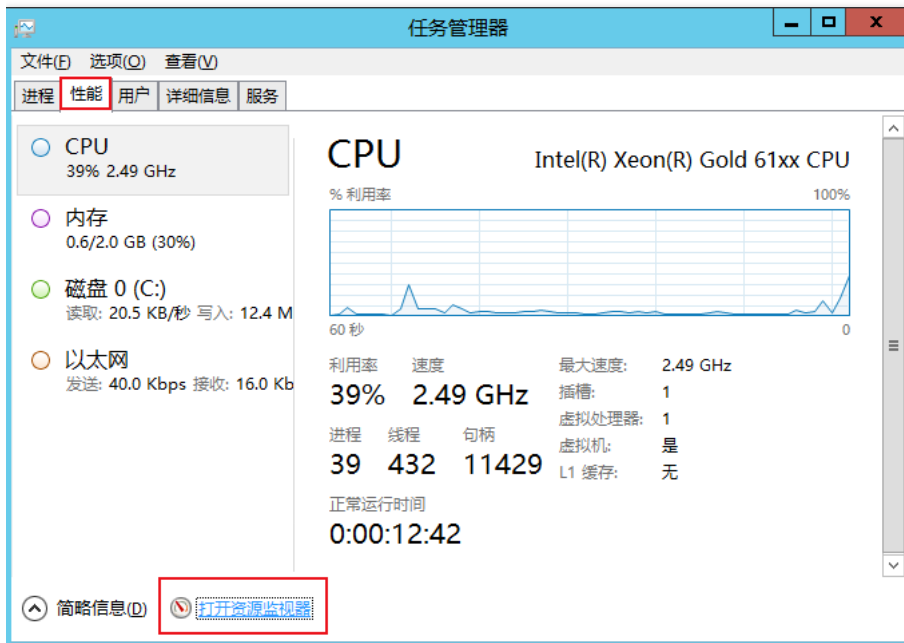 任务管理器
文件(F) 选项(O) 查看(V)
进程 性能 用户 详细信息 服务
CPU
39% 2.49 GHz
内存
0.6/2.0 GB (30%)
磁盘 0 (C:)
读取: 20.5 KB/秒 写入: 12.4 M
以太网
发送: 40.0 Kbps 接收: 16.0 Kb
CPU Intel(R) Xeon(R) Gold 61xx CPU
% 利用率 100%
60 秒 0
利用率 速度
39% 2.49 GHz
进程 线程 句柄
39 432 11429
最大速度: 2.49 GHz
插槽: 1
虚拟处理器: 1
虚拟机: 是
L1 缓存: 无
正常运行时间
0:00:12:42
简略信息(D) 打开资源监视器